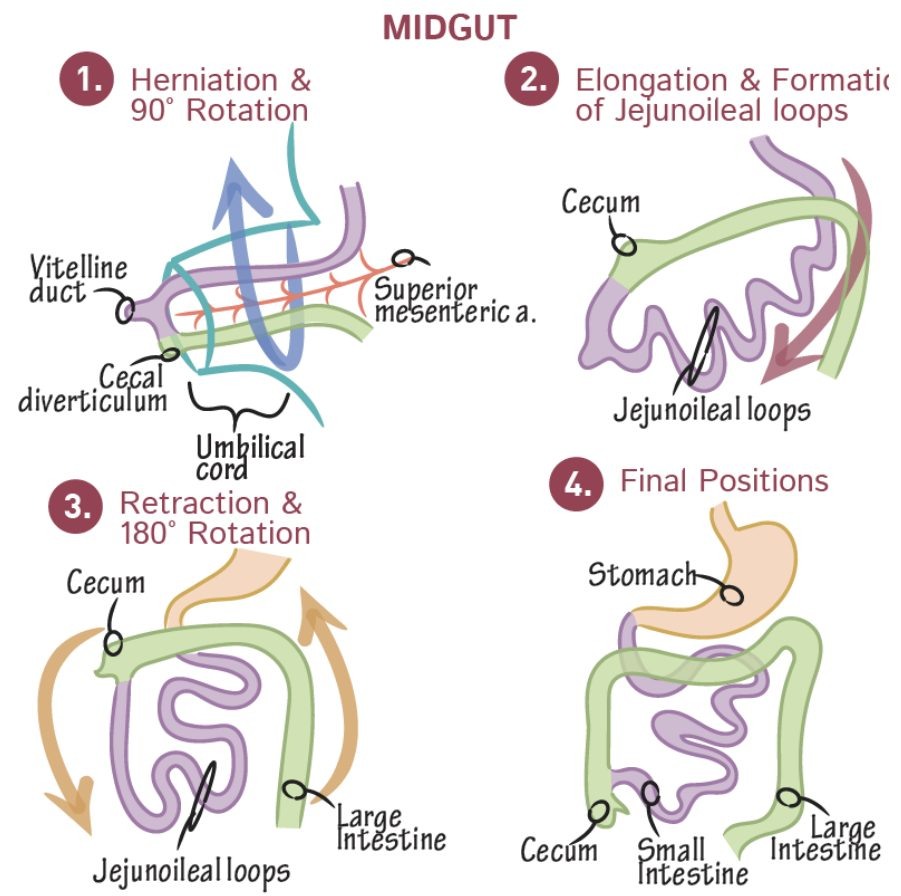 MIDGUT
1. Herniation &
90° Rotation
Vitelline
duct
Superior
mesenteric a.
Cecal
diverticulum
Umbilical
cord
2. Elongation & Formatic
of Jejunoileal loops
Cecum
Jejunoileal loops
3. Retraction &
180° Rotation
Cecum
Large
Intestine
Jejunoileal loops
4. Final Positions
Stomach
Cecum
Small
Intestine
Large
Intestine